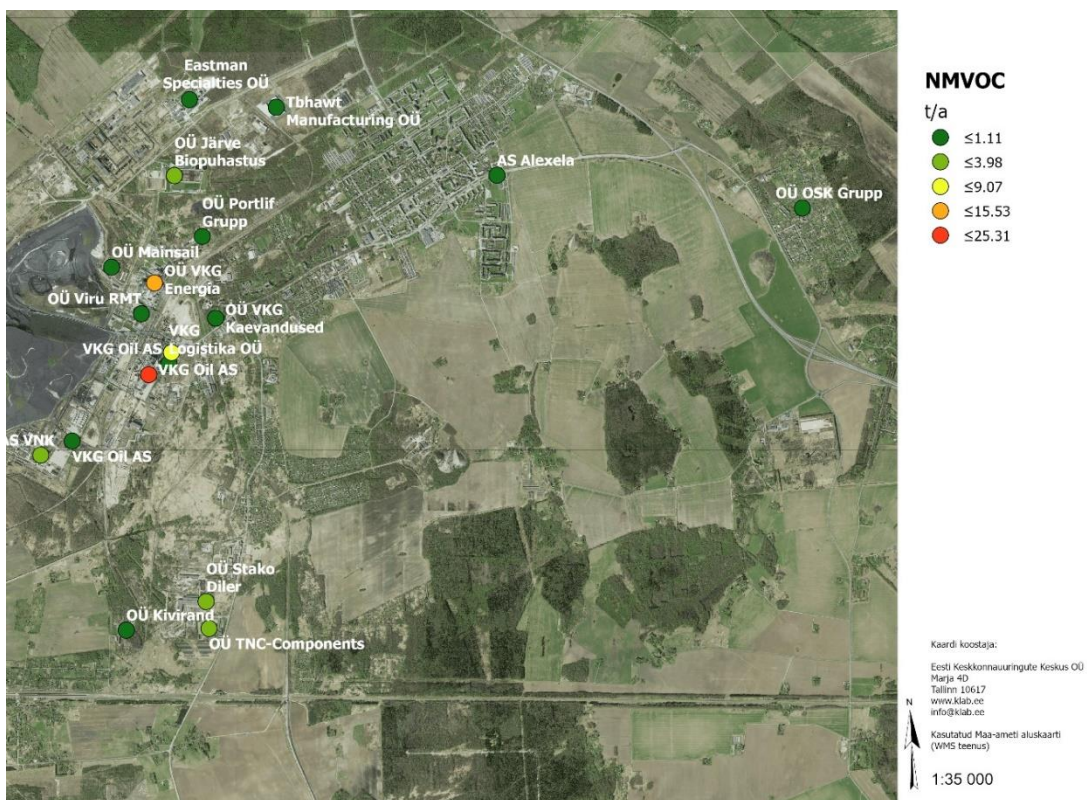 Eastman
Specialties OÜ
Tbhawt
Manufacturing OÜ
OÜ Järve
Biopuhastus
AS Alexela
OÜ OSK Grupp
OÜ Portlif
Grupp
OÜ Mainsail
OÜ VKG
Energia
OÜ Viru RMT
OÜ VKG
Kaevandused
VKG
Logistika OÜ
VKG Oil AS
VKG Oil AS
AS VNK
VKG Oil AS
OÜ Stako
Diler
OÜ Kivirand
OÜ TNC-Components
NMVOC
t/a
≤1.11
≤3.98
≤9.07
≤15.53
≤25.31
Kaardi koostaja:
Eesti Keskkonnauuringute Keskus OÜ
Marja 4D
Tallinn 10617
www.klab.ee
info@klab.ee
Kasutatud Maa-ameti aluskaarti
(WMS teenus)
N
1:35 000